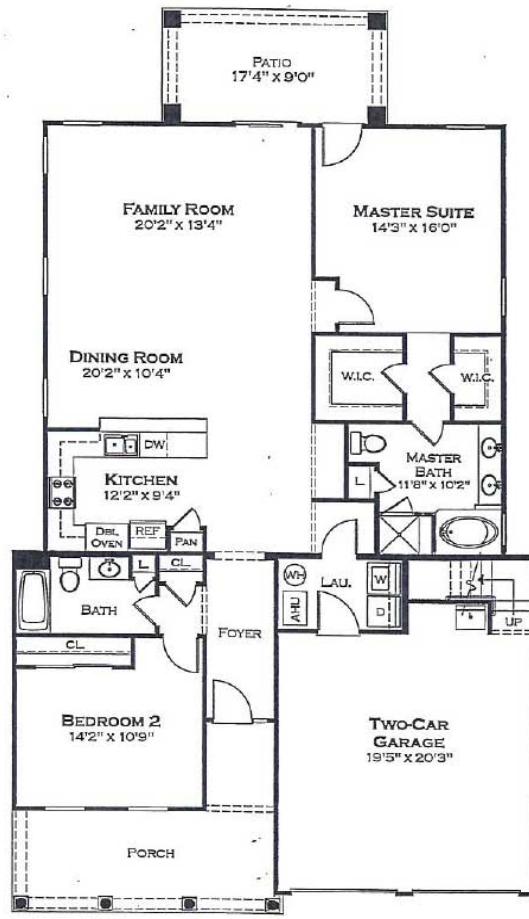 PATIO
17'4" X 9'0"
FAMILY ROOM
20'2" X 13'4"
MASTER SUITE
14'3" X 16'0"
DINING ROOM
20'2" X 10'4"
W.I.C.
W.I.C.
DW
MASTER
BATH
11'8" X 10'2"
KITCHEN
12'2" X 9'4"
L
DBL.
OVEN
REF
PAN
L
CL
WH
LAU.
W
AHU
D
BATH
FOYER
UP
CL
BEDROOM 2
14'2" X 10'9"
TWO-CAR
GARAGE
19'5" X 20'3"
PORCH